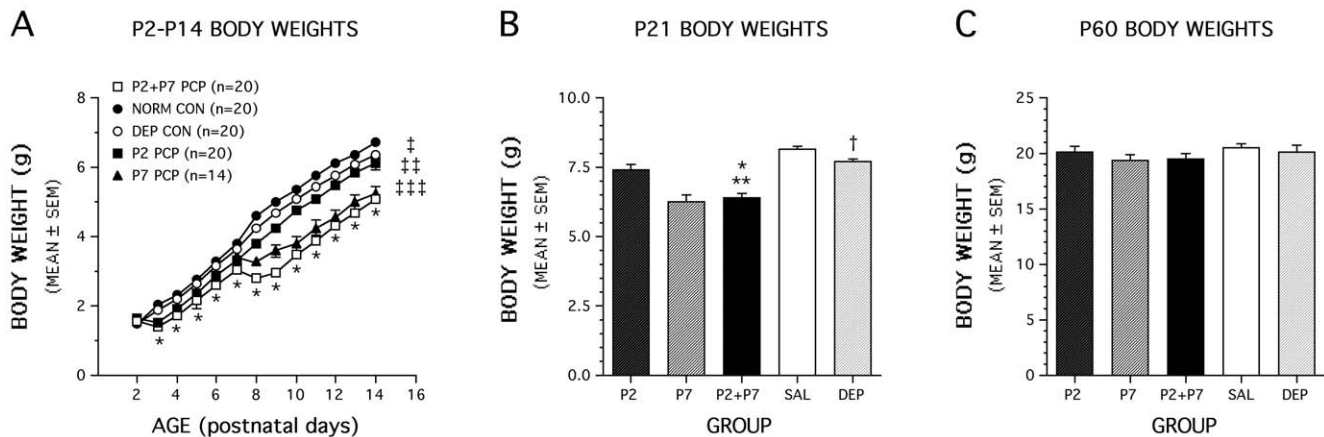 A
P2-P14 BODY WEIGHTS
BODY WEIGHT (g)
(MEAN ± SEM)
8
6
4
2
0
P2+P7 PCP (n=20)
NORM CON (n=20)
DEP CON (n=20)
P2 PCP (n=20)
P7 PCP (n=14)
‡
‡‡
‡‡‡
* * * * * * * * * * * *
2 4 6 8 10 12 14 16
AGE (postnatal days)
B
P21 BODY WEIGHTS
BODY WEIGHT (g)
(MEAN ± SEM)
10.0
7.5
5.0
2.5
0.0
*
**
†
P2 P7 P2+P7 SAL DEP
GROUP
C
P60 BODY WEIGHTS
BODY WEIGHT (g)
(MEAN ± SEM)
25
20
15
10
5
0
P2 P7 P2+P7 SAL DEP
GROUP